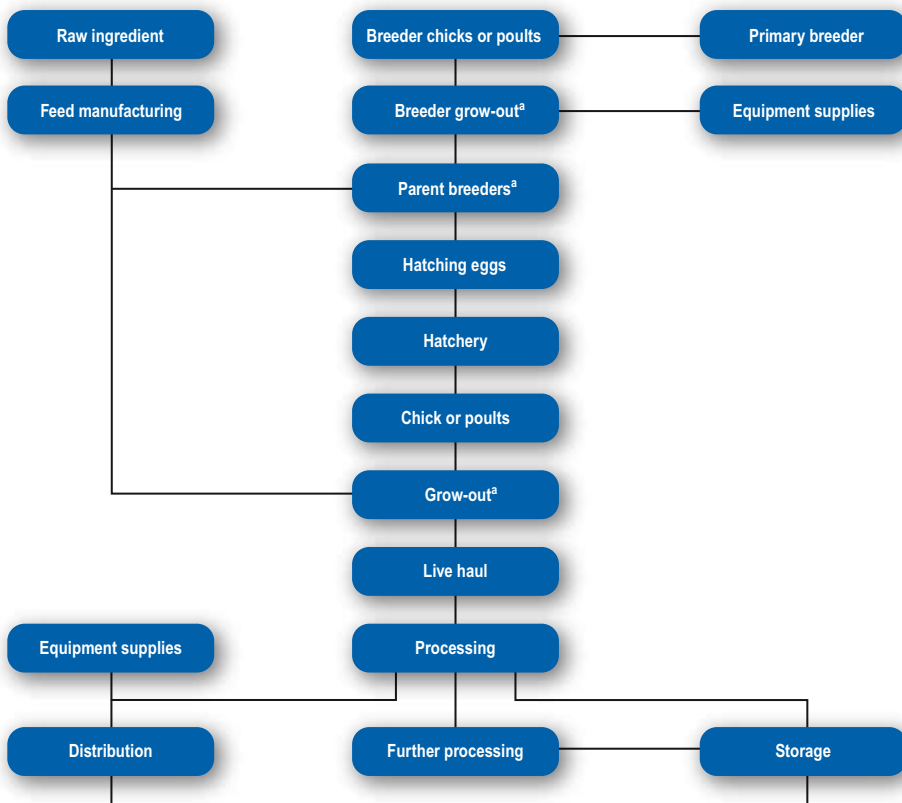 Raw ingredient
Breeder chicks or poults
Primary breeder
Feed manufacturing
Breeder grow-outᵃ
Equipment supplies
Parent breedersᵃ
Hatching eggs
Hatchery
Chick or poults
Grow-outᵃ
Live haul
Equipment supplies
Processing
Distribution
Further processing
Storage